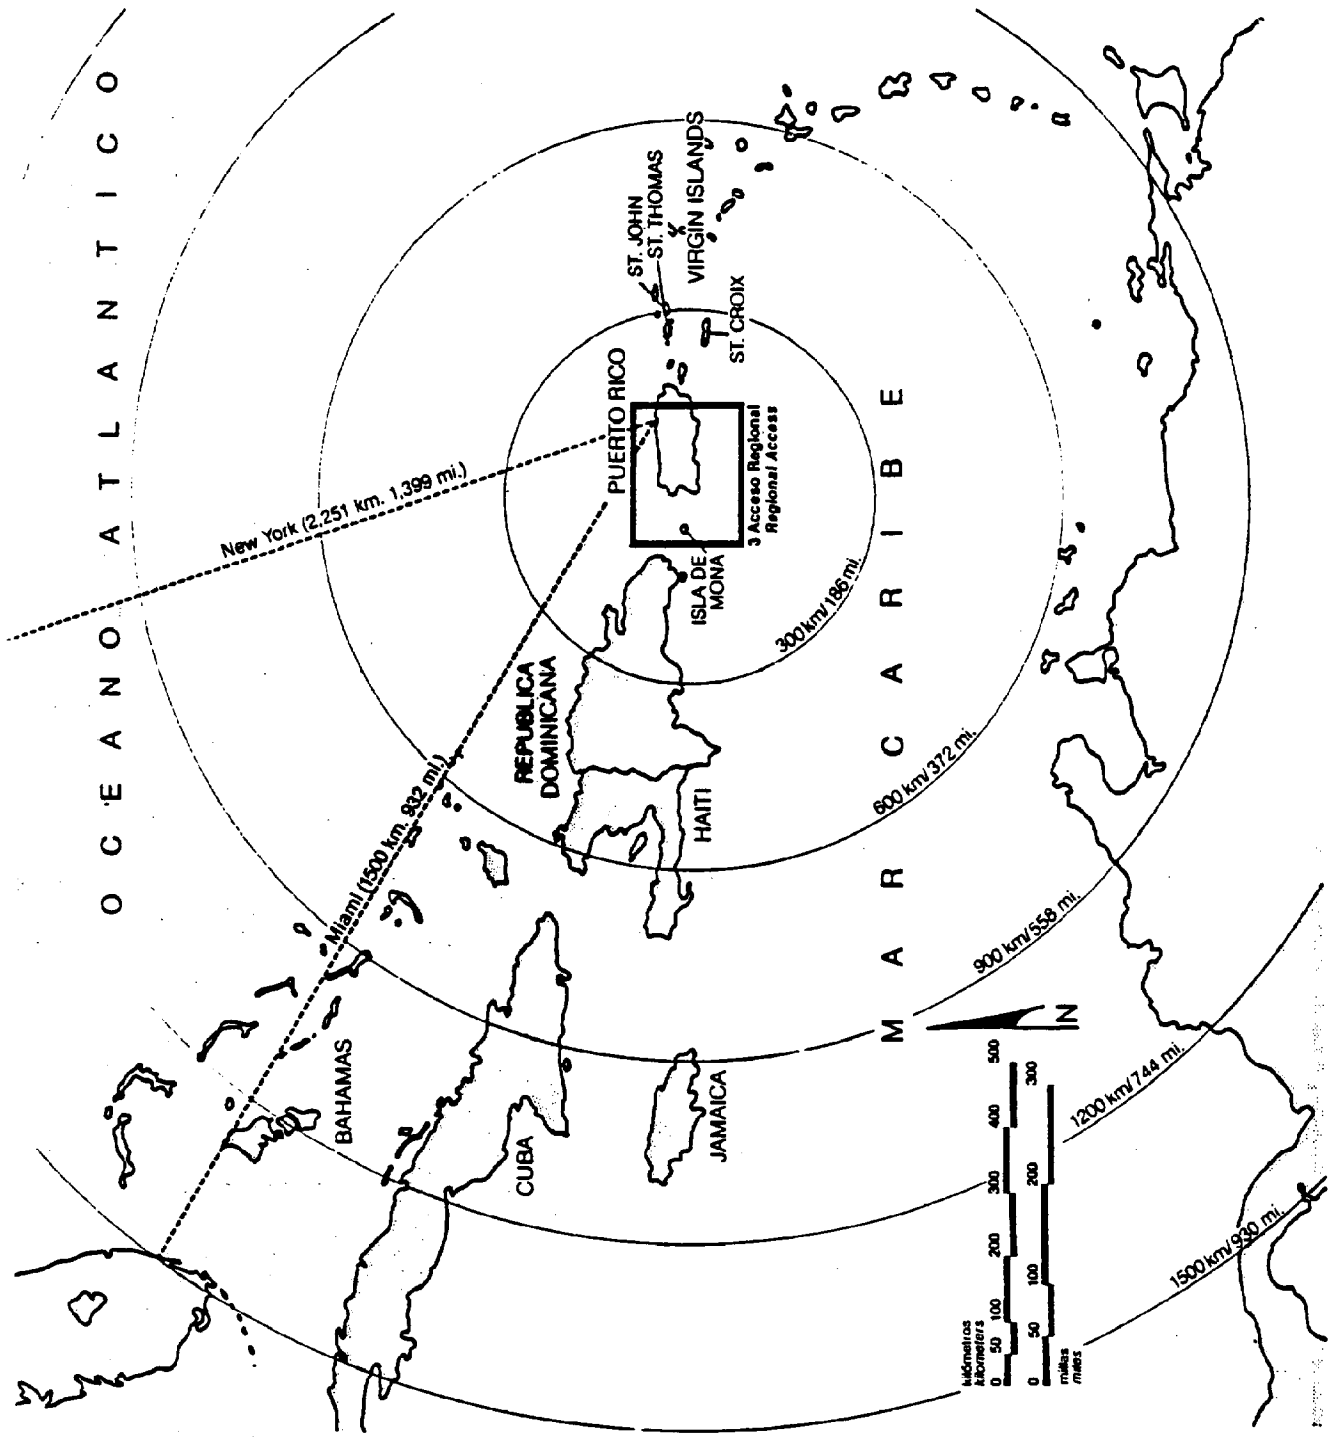 OCEANO ATLANTICO
New York (2,251 km. 1,399 mi.)
Miami (1500 km. 932 mi.)
BAHAMAS
CUBA
JAMAICA
HAITI
REPUBLICA
DOMINICANA
ISLA DE
MONA
PUERTO RICO
3 Acceso Regional
Regional Access
ST. JOHN
ST. THOMAS
VIRGIN ISLANDS
ST. CROIX
MAR CARIBE
300 km/186 mi.
600 km/372 mi.
900 km/558 mi.
1200 km/744 mi.
1500 km/930 mi.
N
kilómetros
kilometers
0 50 100 200 300 400 500
0 50 100 200 300
millas
miles